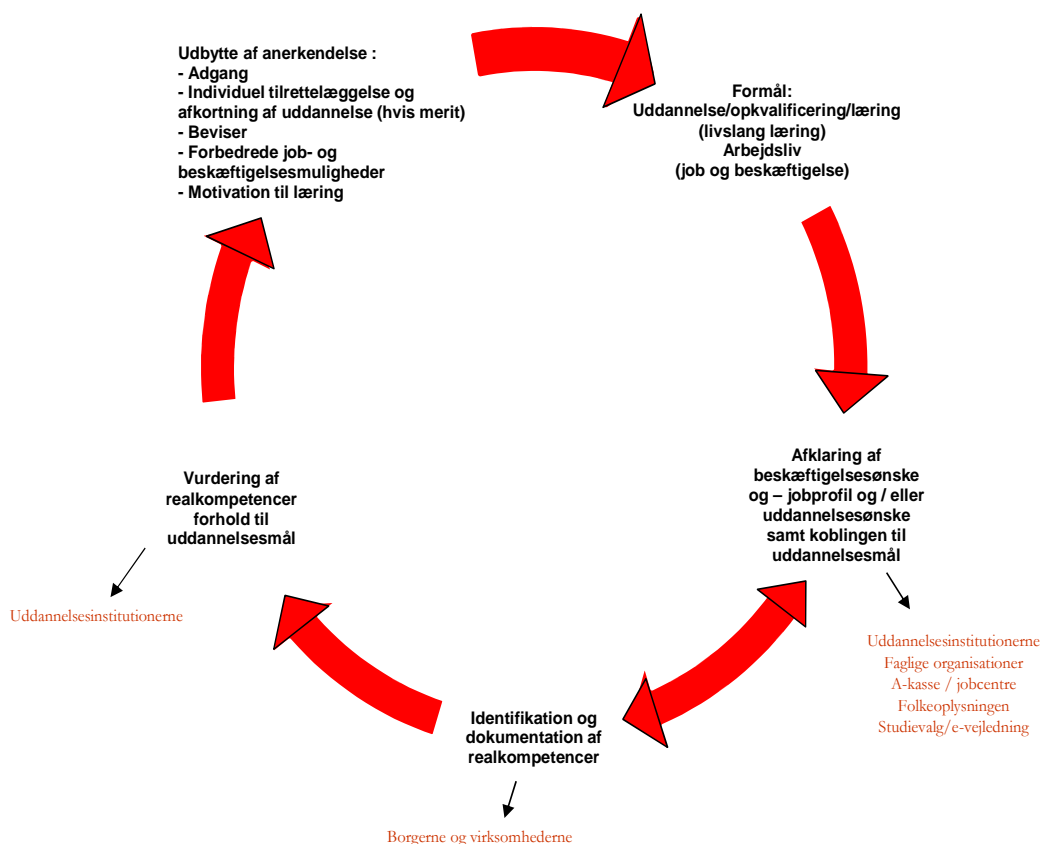 Udbytte af anerkendelse :
- Adgang
- Individuel tilrettelæggelse og
afkortning af uddannelse (hvis merit)
- Beviser
- Forbedrede job- og
beskæftigelsesmuligheder
- Motivation til læring
Formål:
Uddannelse/opkvalificering/læring
(livslang læring)
Arbejdsliv
(job og beskæftigelse)
Afklaring af
beskæftigelsesønske
og – jobprofil og / eller
uddannelsesønske
samt koblingen til
uddannelsesmål
Uddannelsesinstitutionerne
Faglige organisationer
A-kasse / jobcentre
Folkeoplysningen
Studievalg/e-vejledning
Identifikation og
dokumentation af
realkompetencer
Borgerne og virksomhederne
Vurdering af
realkompetencer
forhold til
uddannelsesmål
Uddannelsesinstitutionerne